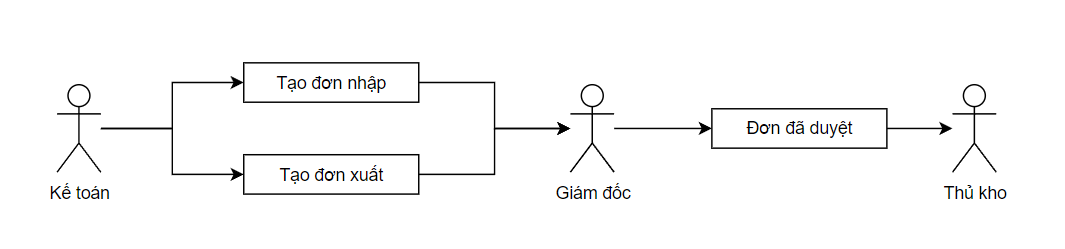 Tạo đơn nhập
Đơn đã duyệt
Tạo đơn xuất
Kế toán
Giám đốc
Thủ kho